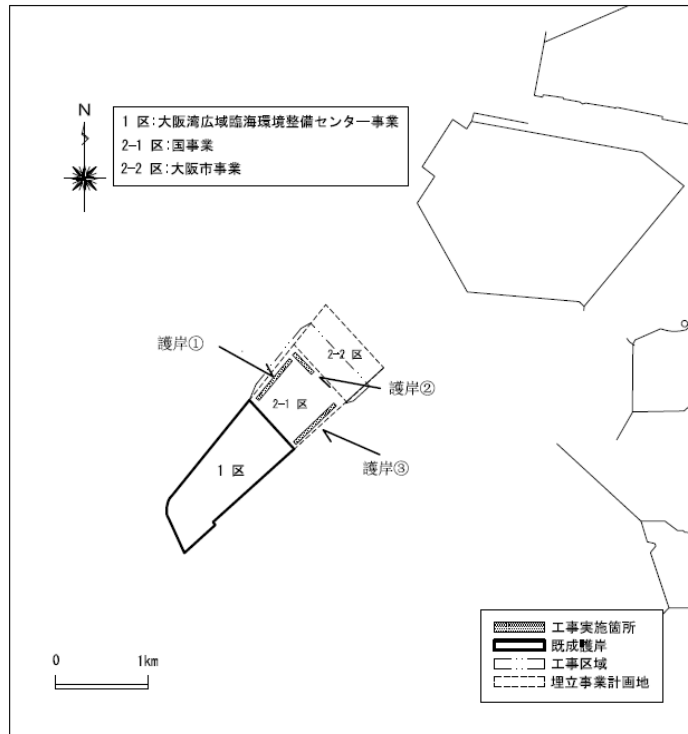 N
1 区:大阪湾広域臨海環境整備センター事業
2-1 区:国事業
2-2 区:大阪市事業
護岸①
2-2 区
護岸②
2-1 区
護岸③
1 区
工事実施箇所
既成護岸
工事区域
埋立事業計画地
0 1km